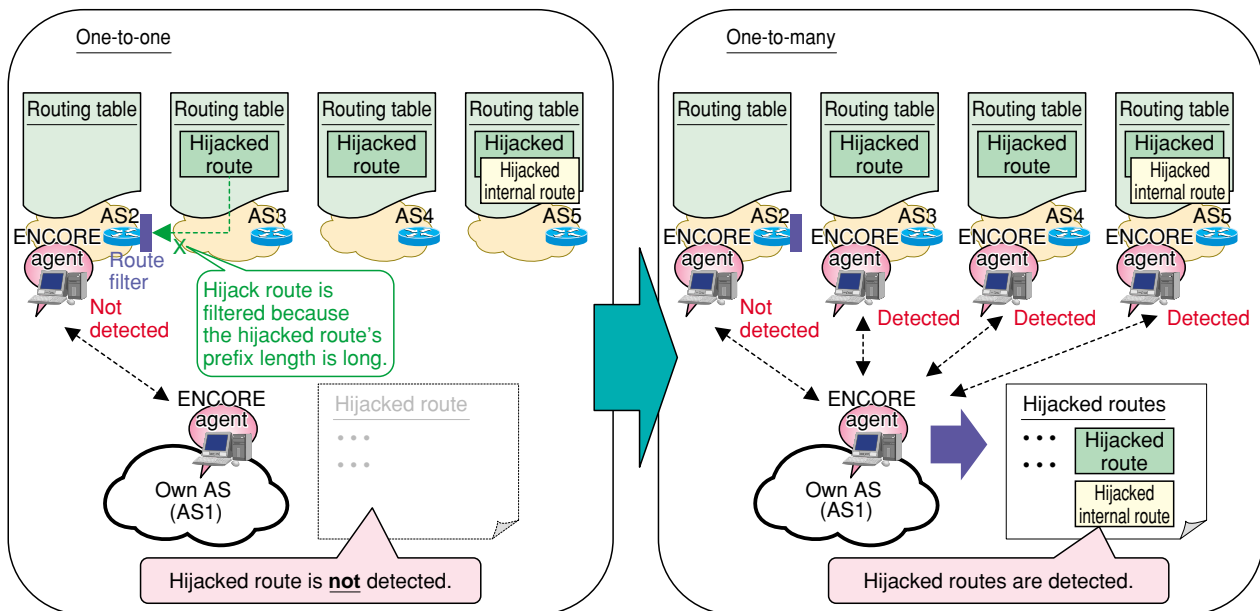 One-to-one
Routing table
Routing table
Hijacked
route
Routing table
Hijacked
route
Routing table
Hijacked
Hijacked
internal route
AS2
AS3
AS4
AS5
ENCORE
agent
Route
filter
X
Not
detected
Hijack route is
filtered because
the hijacked route's
prefix length is long.
ENCORE
agent
Own AS
(AS1)
Hijacked route
• • •
• • •
Hijacked route is not detected.
One-to-many
Routing table
Routing table
Hijacked
route
Routing table
Hijacked
route
Routing table
Hijacked
Hijacked
internal route
AS2
AS3
AS4
AS5
ENCORE
agent
ENCORE
agent
ENCORE
agent
ENCORE
agent
Not
detected
Detected
Detected
Detected
ENCORE
agent
Own AS
(AS1)
Hijacked routes
• • •
• • •
Hijacked
route
Hijacked
internal route
Hijacked routes are detected.